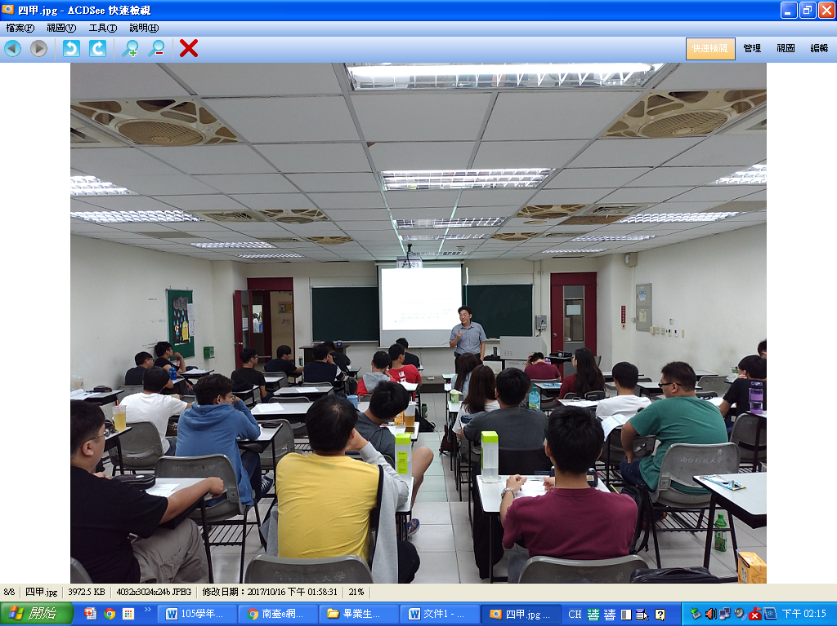 四甲.jpg - ACDSee 快速檢視
檔案(F) 視圖(V) 工具(T) 說明(H)
快速檢視 管理 視圖 編輯
8/8 四甲.jpg 3972.5 KB 4032x3024x24b JPEG 修改日期：2017/10/16 下午 01:58:31 21%
開始 105學年... 南臺e網... 畢業生... 文件1 - ... 四甲.jpg ... CH 下午 02:15